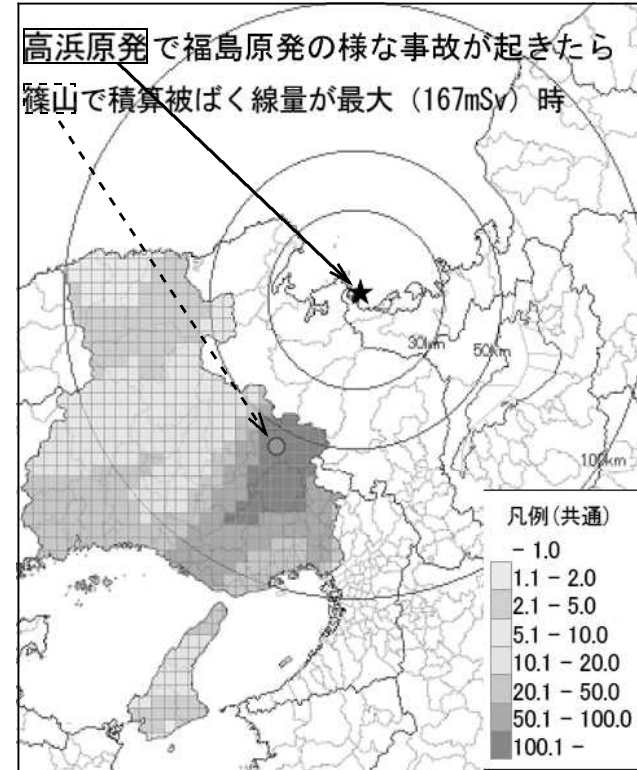 高浜原発で福島原発の様な事故が起きたら
篠山で積算被ばく線量が最大（167mSv）時
30km
50km
100km
凡例(共通)
- 1.0
1.1 - 2.0
2.1 - 5.0
5.1 - 10.0
10.1 - 20.0
20.1 - 50.0
50.1 - 100.0
100.1 -